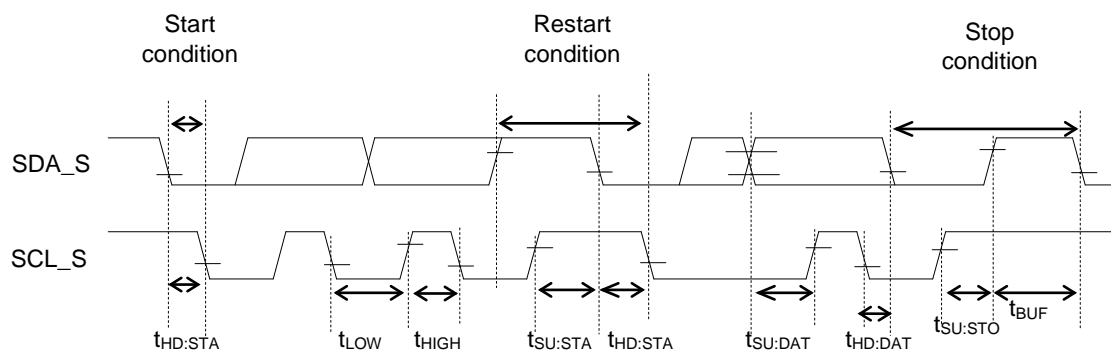 Start
condition
Restart
condition
Stop
condition
SDA_S
SCL_S
tHD:STA
tLOW
tHIGH
tSU:STA
tHD:STA
tSU:DAT
tHD:DAT
tSU:STO
tBUF